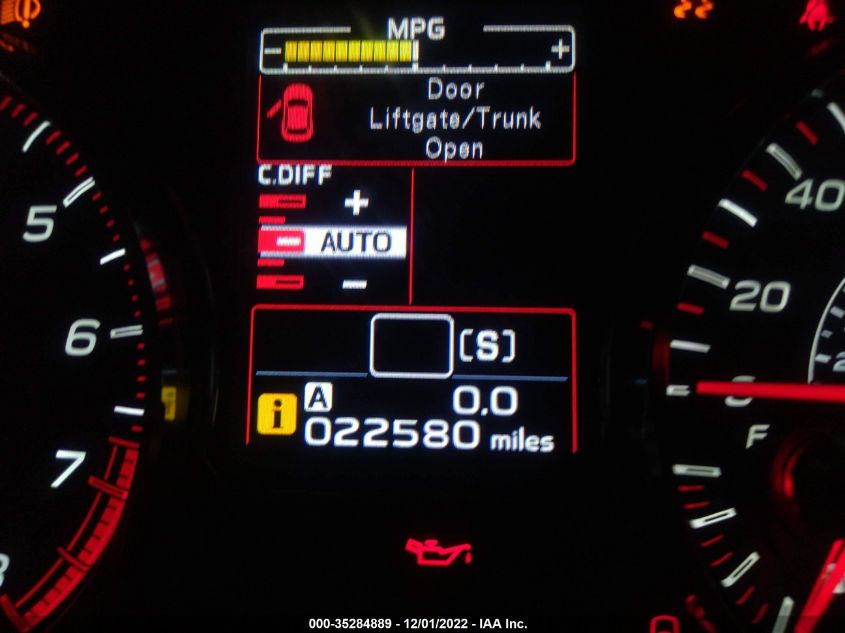 MPG
- +
Door
Liftgate/Trunk
Open
C.DIFF
+
AUTO
-
[S]
i A 0.0
022580 miles
5
6
7
40
20
F
000-35284889 - 12/01/2022 - IAA Inc.